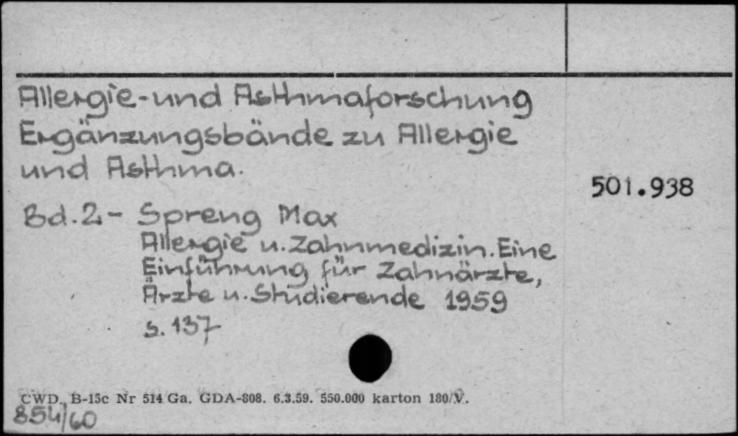 Allergie-und Asthmaforschung
Ergänzungsbände zu Allergie
und Asthma.
501.938
Bd.2- Spreng Max
Allergie u. Zahnmedizin. Eine
Einführung für Zahnärzte,
Ärzte u. Studierende 1959
S. 137
CWD. B-15c Nr 514 Ga. GDA-808. 6.3.59. 550.000 karton 180/V.
854/60